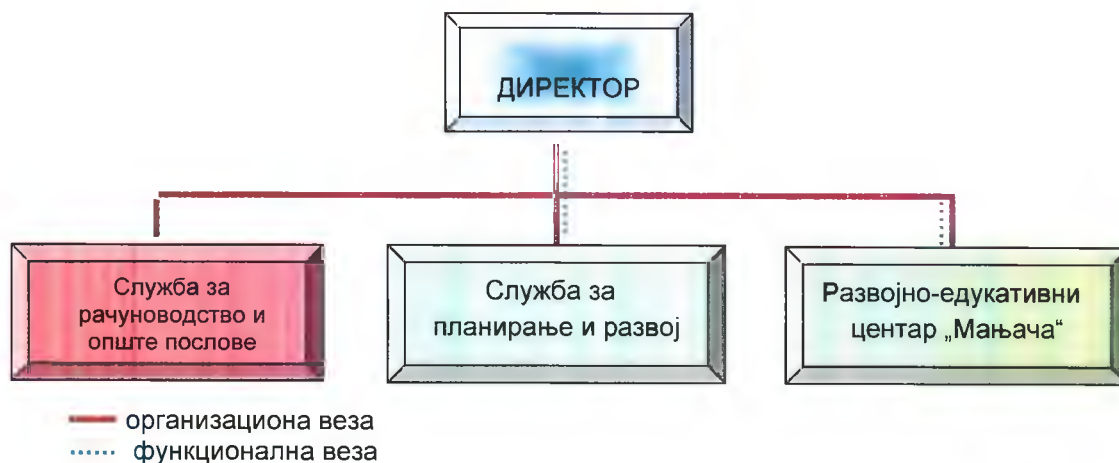 ДИРЕКТОР
Служба за
рачуноводство и
опште послове
Служба за
планирање и развој
Развојно-едукативни
центар „Мањача“
организациона веза
функционална веза